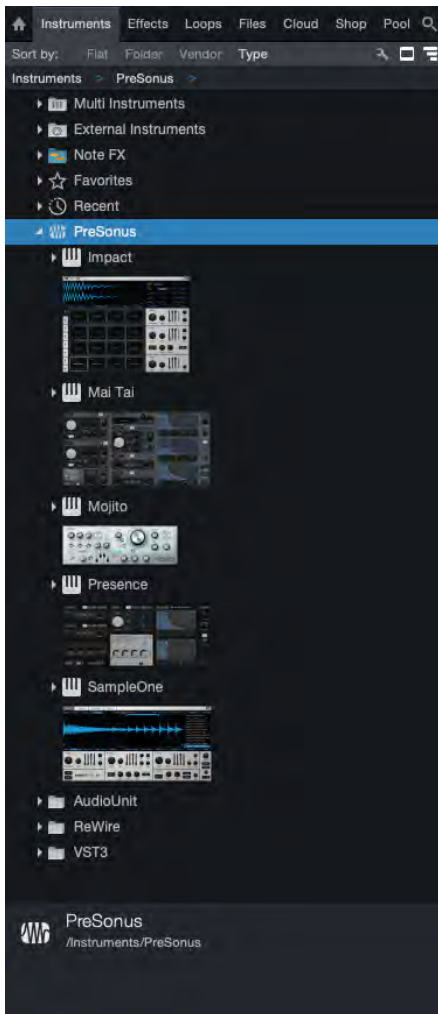 Instruments Effects Loops Files Cloud Shop Pool
Sort by: Flat Folder Vendor Type
Instruments > PreSonus >
Multi Instruments
External Instruments
Note FX
Favorites
Recent
PreSonus
Impact
Mai Tai
Mojito
Presence
SampleOne
AudioUnit
ReWire
VST3
PreSonus
/Instruments/PreSonus